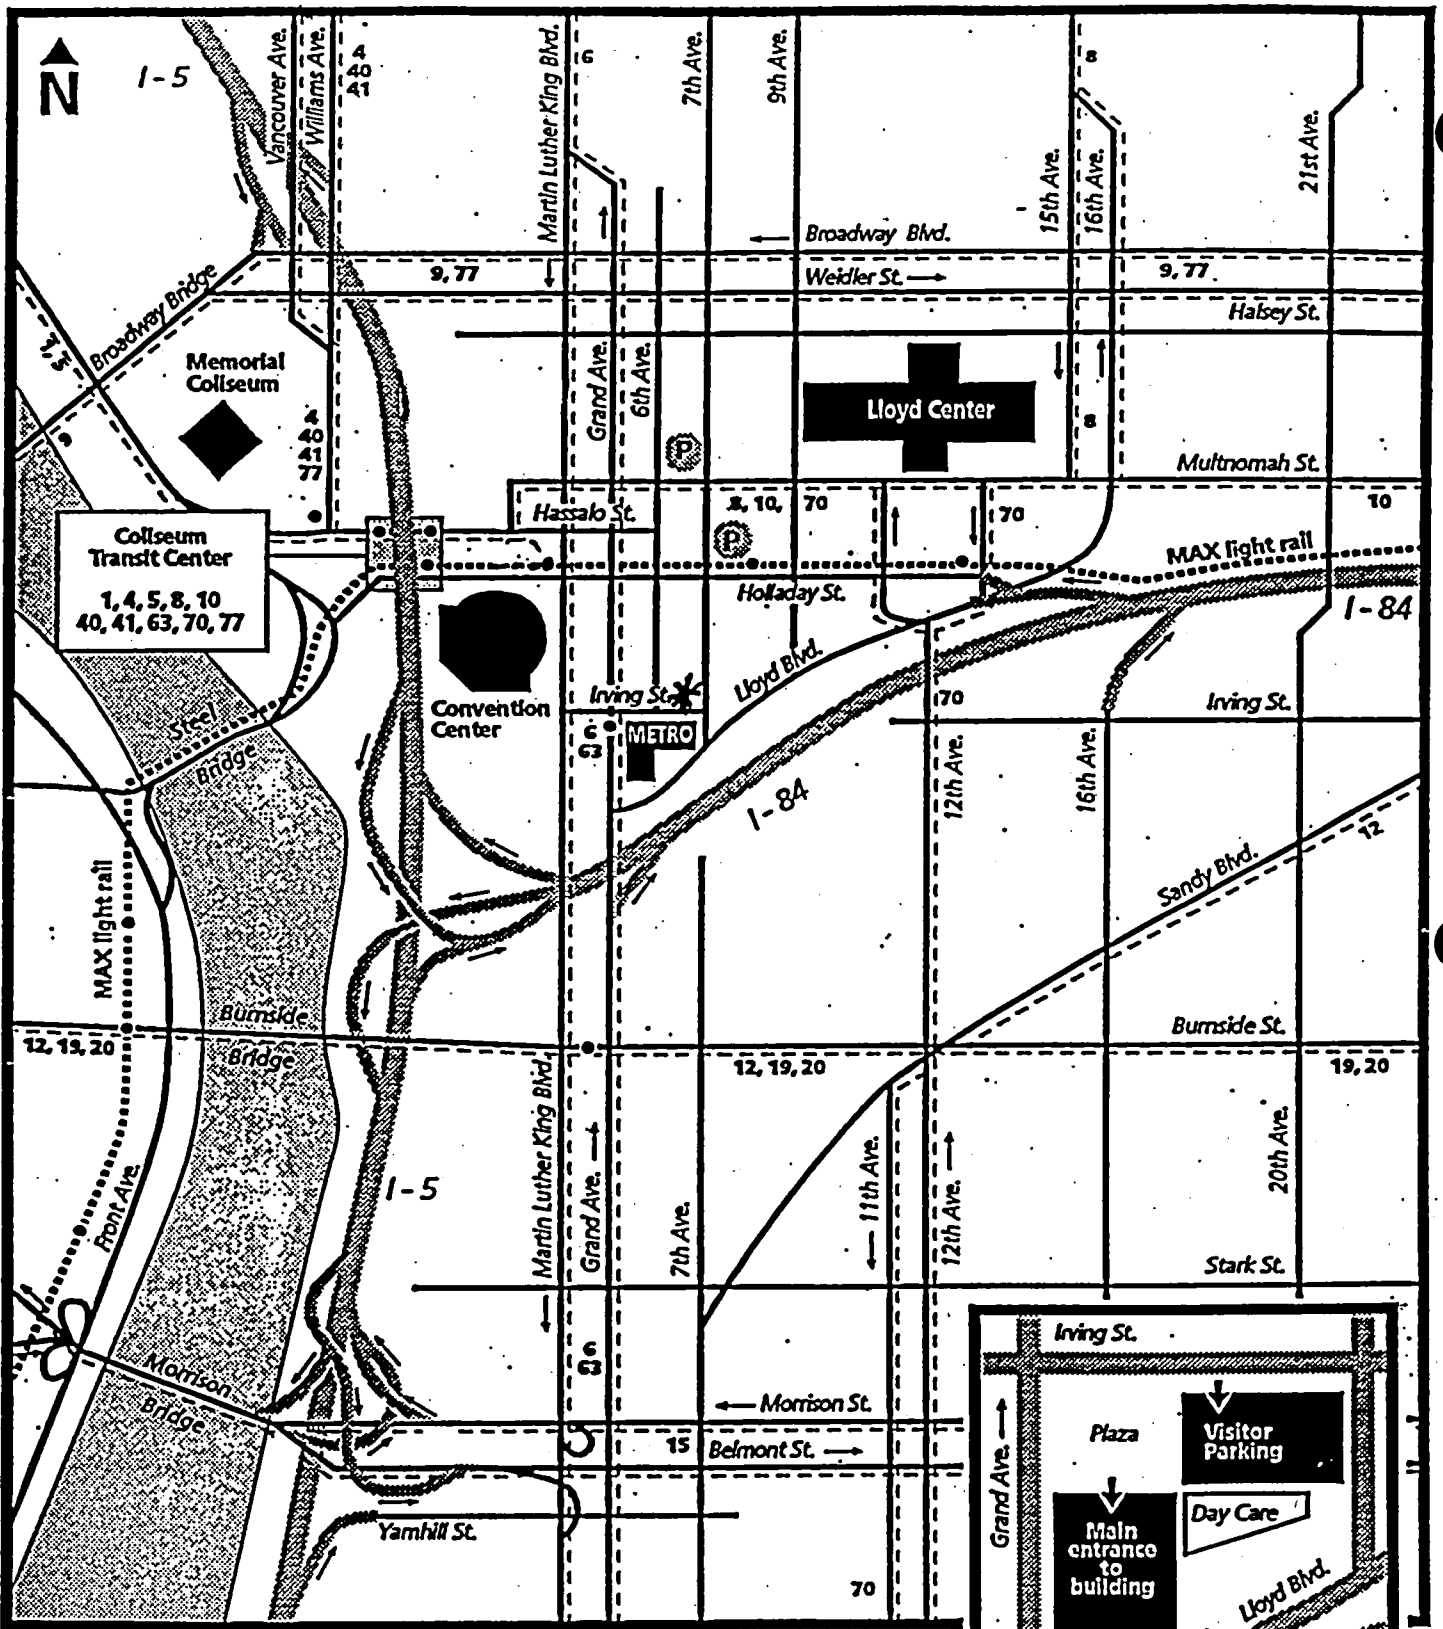 N
I-5
Vancouver Ave.
Williams Ave.
4
40
41
Martin Luther King Blvd.
6
7th Ave.
9th Ave.
8
15th Ave.
16th Ave.
21st Ave.
Broadway Blvd.
9, 77
Weidler St.
9, 77
Halsey St.
Broadway Bridge
Memorial
Coliseum
Grand Ave.
6th Ave.
Lloyd Center
4
40
41
77
9
P
8
Multnomah St.
Hassalo St.
8, 10, 70
70
10
P
Coliseum
Transit Center
1, 4, 5, 8, 10
40, 41, 63, 70, 77
MAX light rail
Holladay St.
I-84
Convention
Center
Irving St.
Lloyd Blvd.
METRO
6
63
70
Irving St.
Steel
Bridge
12th Ave.
16th Ave.
I-84
12
Sandy Blvd.
MAX light rail
Burnside
Bridge
12, 19, 20
12, 19, 20
Burnside St.
19, 20
Martin Luther King Blvd.
Grand Ave.
7th Ave.
11th Ave.
12th Ave.
20th Ave.
I-5
Front Ave.
Stark St.
6
63
Morrison
Bridge
Morrison St.
15
Belmont St.
Yamhill St.
70
Irving St.
Grand Ave.
Plaza
Visitor
Parking
Day Care
Main
entrance
to
building
Lloyd Blvd.